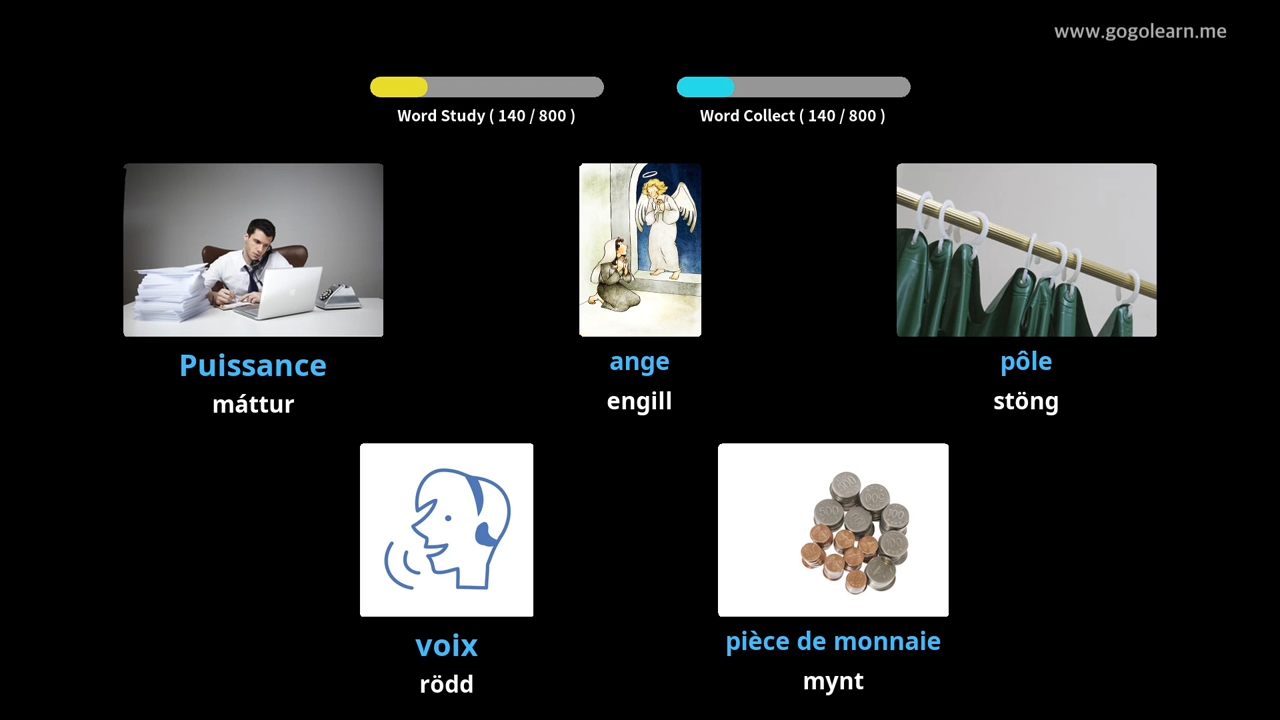 www.gogolearn.me
Word Study ( 140 / 800 )
Word Collect ( 140 / 800 )
Puissance
máttur
ange
engill
pôle
stöng
voix
rödd
pièce de monnaie
mynt